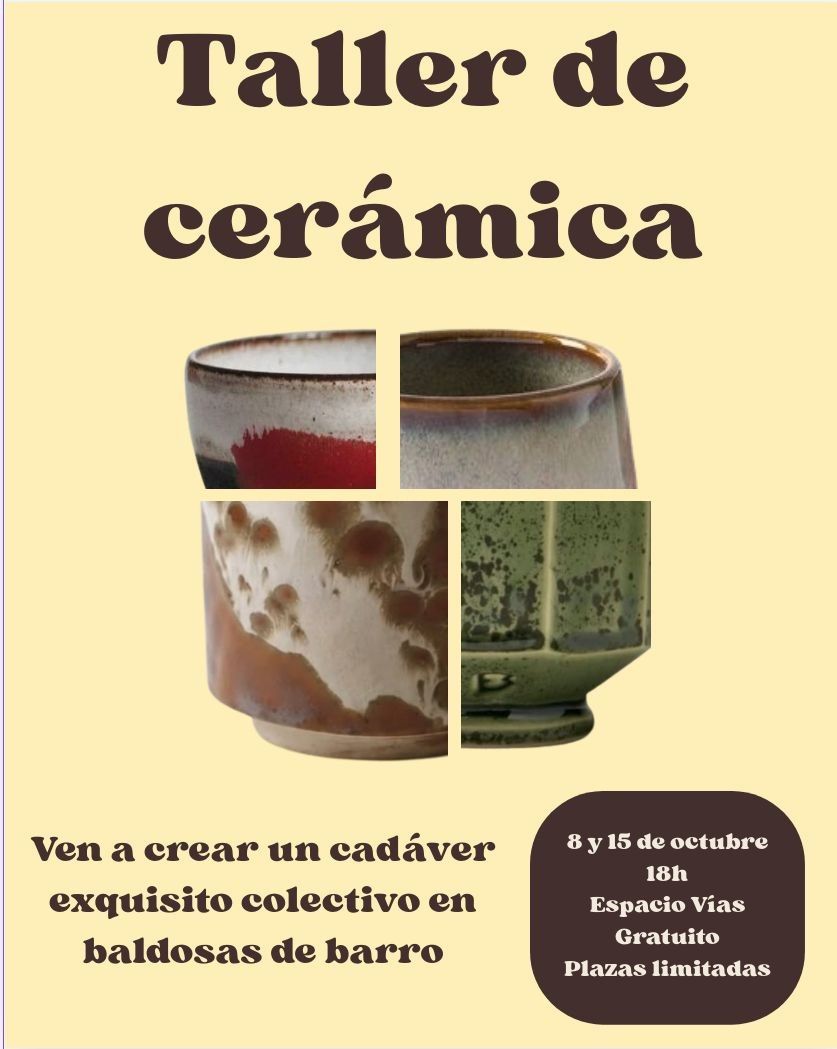 Taller de
cerámica
B
Ven a crear un cadáver
exquisito colectivo en
baldosas de barro
8 y 15 de octubre
18h
Espacio Vías
Gratuito
Plazas limitadas